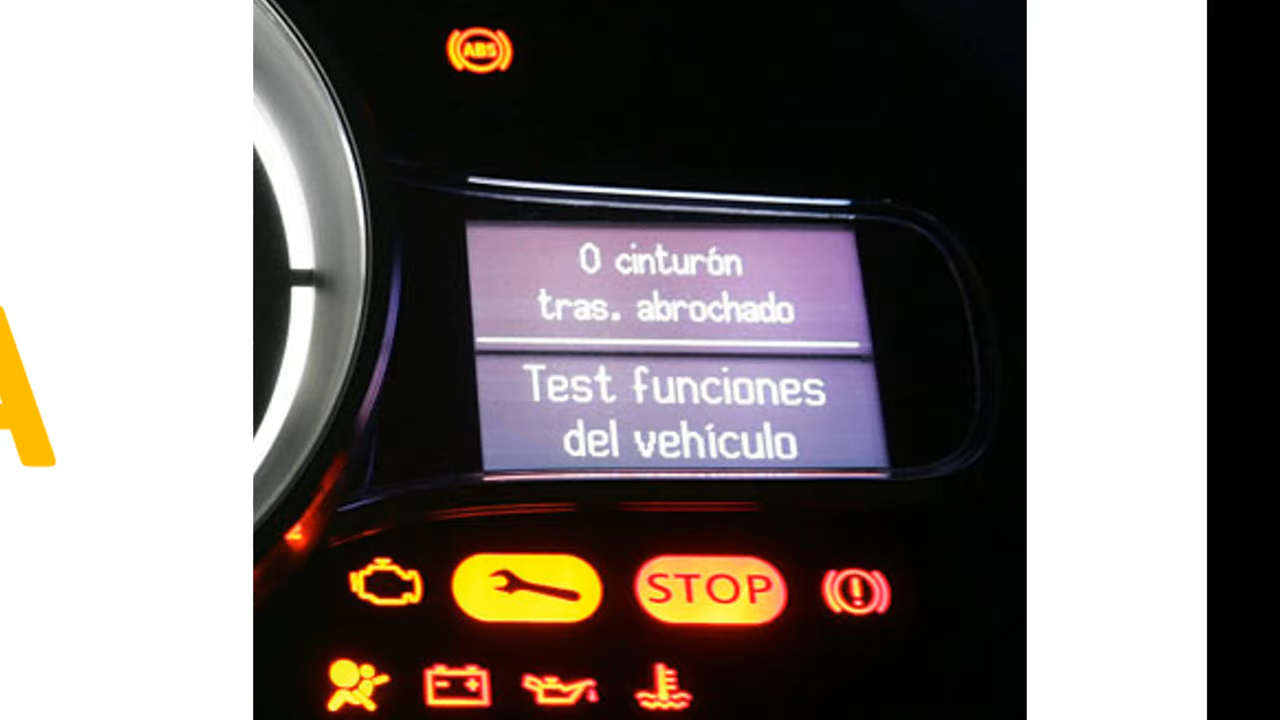 A
ABS
0 cinturón
tras. abrochado
Test funciones
del vehículo
STOP